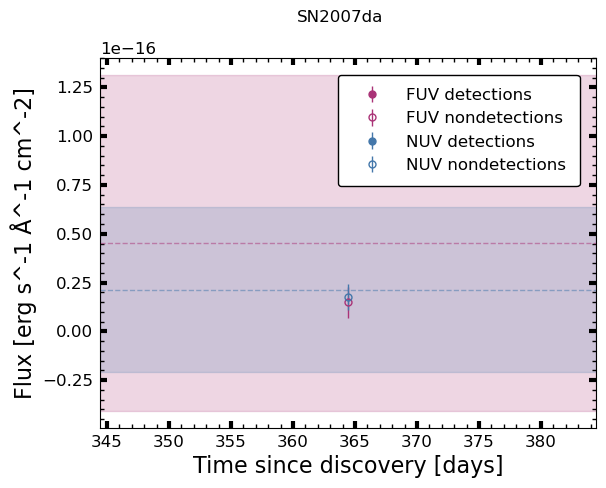 SN2007da
1e−16
FUV detections
FUV nondetections
NUV detections
NUV nondetections
1.25
1.00
0.75
0.50
0.25
0.00
−0.25
Flux [erg s^-1 Å^-1 cm^-2]
345 350 355 360 365 370 375 380
Time since discovery [days]